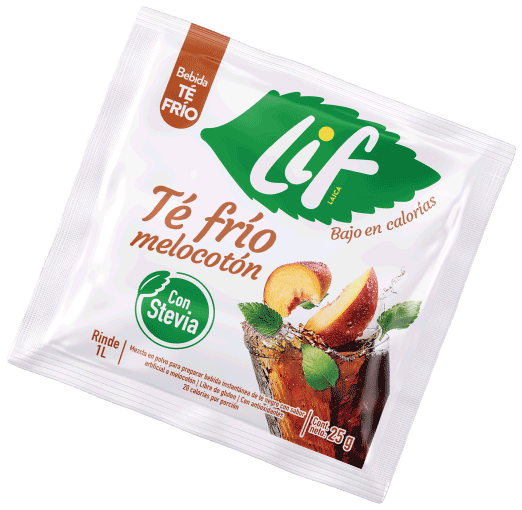 Bebida
TÉ
FRÍO
Lif
LAICA
Bajo en calorías
Té frío
melocotón
Con
Stevia
Rinde
1L
Mezcla en polvo para preparar bebida instantánea de té negro con sabor
artificial a melocotón | Libre de gluten | Con antioxidantes
20 calorías por porción
Cont.
neto: 25 g